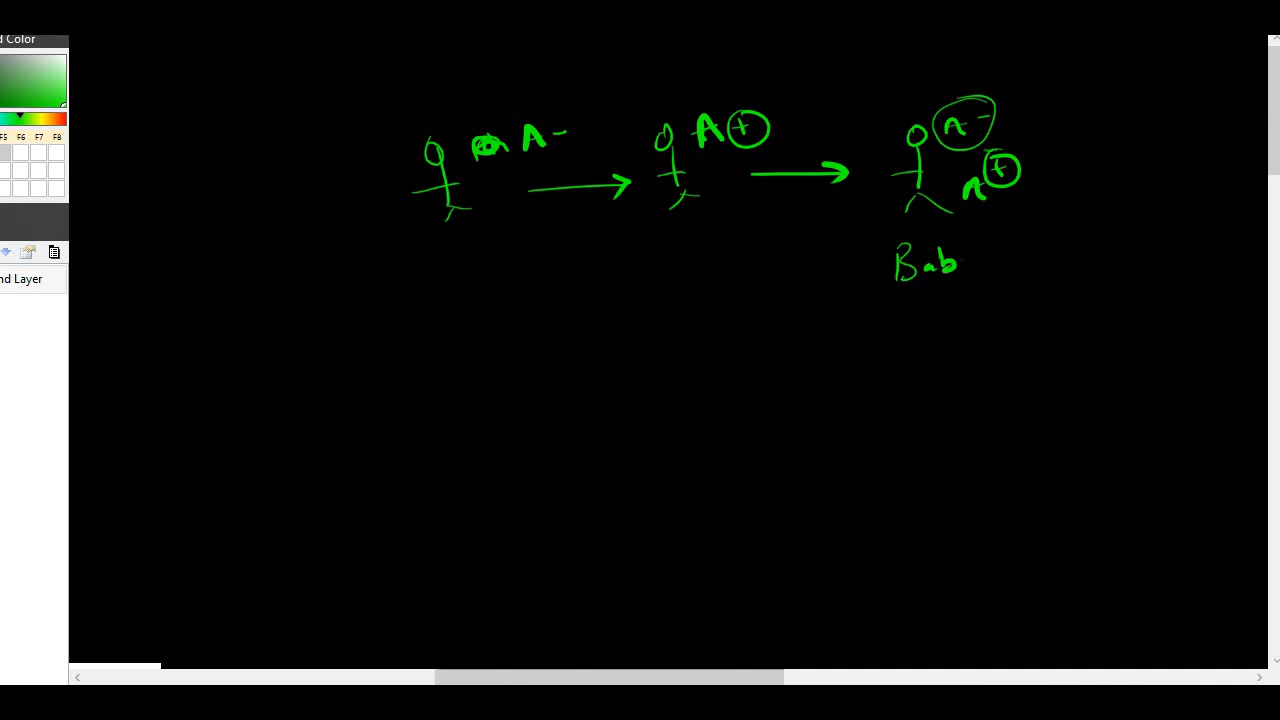 d Color
F5 F6 F7 F8
nd Layer
A -
A +
A -
A +
Bab